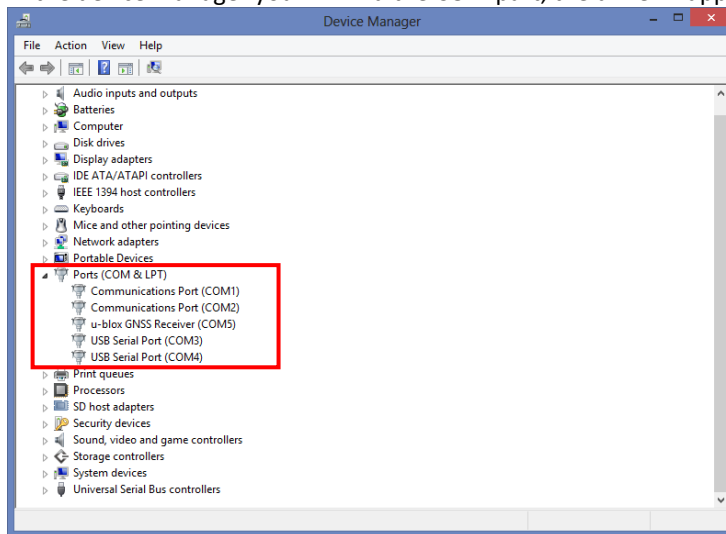 Device Manager
File Action View Help
Audio inputs and outputs
Batteries
Computer
Disk drives
Display adapters
IDE ATA/ATAPI controllers
IEEE 1394 host controllers
Keyboards
Mice and other pointing devices
Network adapters
Portable Devices
Ports (COM & LPT)
Communications Port (COM1)
Communications Port (COM2)
u-blox GNSS Receiver (COM5)
USB Serial Port (COM3)
USB Serial Port (COM4)
Print queues
Processors
SD host adapters
Security devices
Sound, video and game controllers
Storage controllers
System devices
Universal Serial Bus controllers